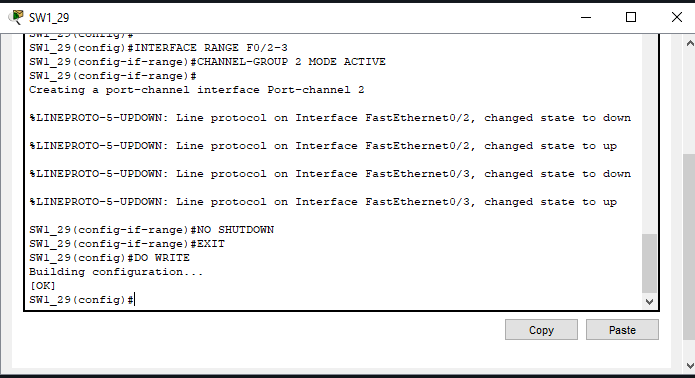 SW1_29
SW1_29(config)#
SW1_29(config)#INTERFACE RANGE F0/2-3
SW1_29(config-if-range)#CHANNEL-GROUP 2 MODE ACTIVE
SW1_29(config-if-range)#
Creating a port-channel interface Port-channel 2
%LINEPROTO-5-UPDOWN: Line protocol on Interface FastEthernet0/2, changed state to down
%LINEPROTO-5-UPDOWN: Line protocol on Interface FastEthernet0/2, changed state to up
%LINEPROTO-5-UPDOWN: Line protocol on Interface FastEthernet0/3, changed state to down
%LINEPROTO-5-UPDOWN: Line protocol on Interface FastEthernet0/3, changed state to up
SW1_29(config-if-range)#NO SHUTDOWN
SW1_29(config-if-range)#EXIT
SW1_29(config)#DO WRITE
Building configuration...
[OK]
SW1_29(config)#
Copy Paste